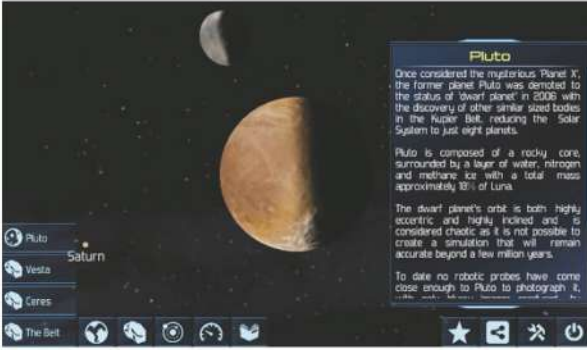 Pluto
Once considered the mysterious 'Planet X',
the former planet Pluto was demoted to
the status of 'dwarf planet' in 2006 with
the discovery of other similar sized bodies
in the Kupier Belt, reducing the Solar
System to just eight planets.
Pluto is composed of a rocky core,
surrounded by a layer of water, nitrogen
and methane ice with a total mass
approximately 18% of Luna.
The dwarf planet's orbit is both highly
eccentric and highly inclined and is
considered chaotic as it is not possible to
create a simulation that will remain
accurate beyond a few million years.
To date no robotic probes have come
close enough to Pluto to photograph it,
Pluto
Saturn
Vesta
Ceres
The Belt